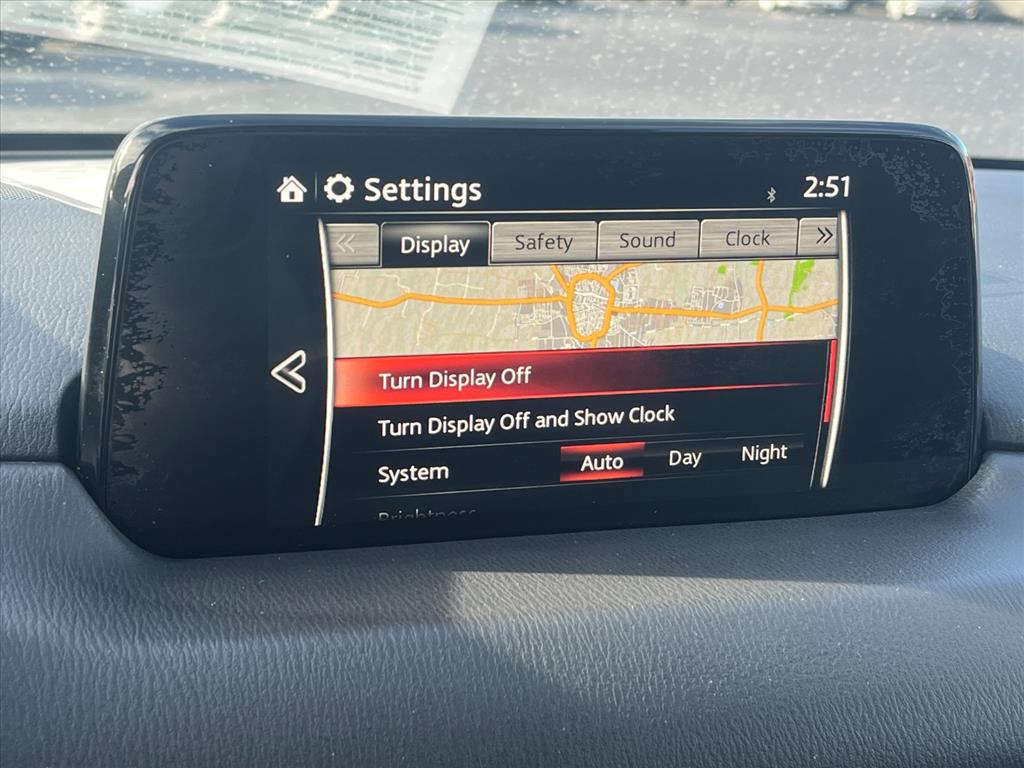 Settings 2:51
Display Safety Sound Clock
Turn Display Off
Turn Display Off and Show Clock
System Auto Day Night
Brightness